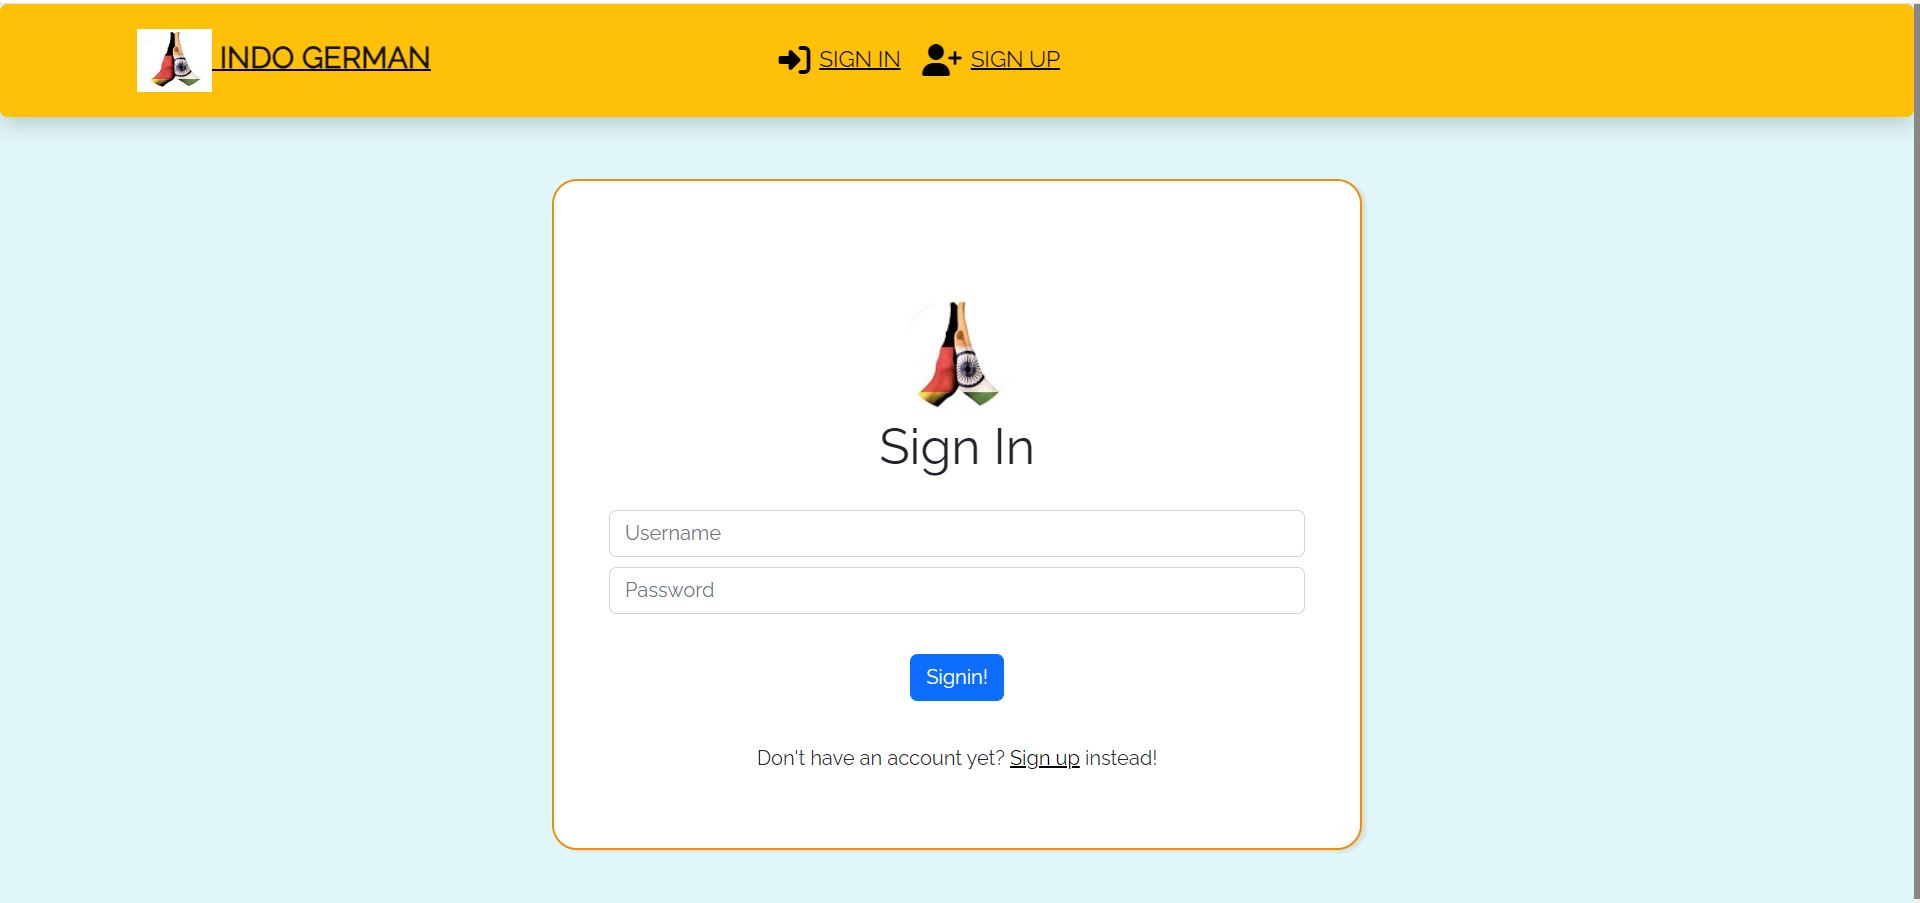 INDO GERMAN
SIGN IN
SIGN UP
Sign In
Username
Password
Signin!
Don't have an account yet? Sign up instead!